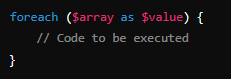 foreach ($array as $value) {
    // Code to be executed
}